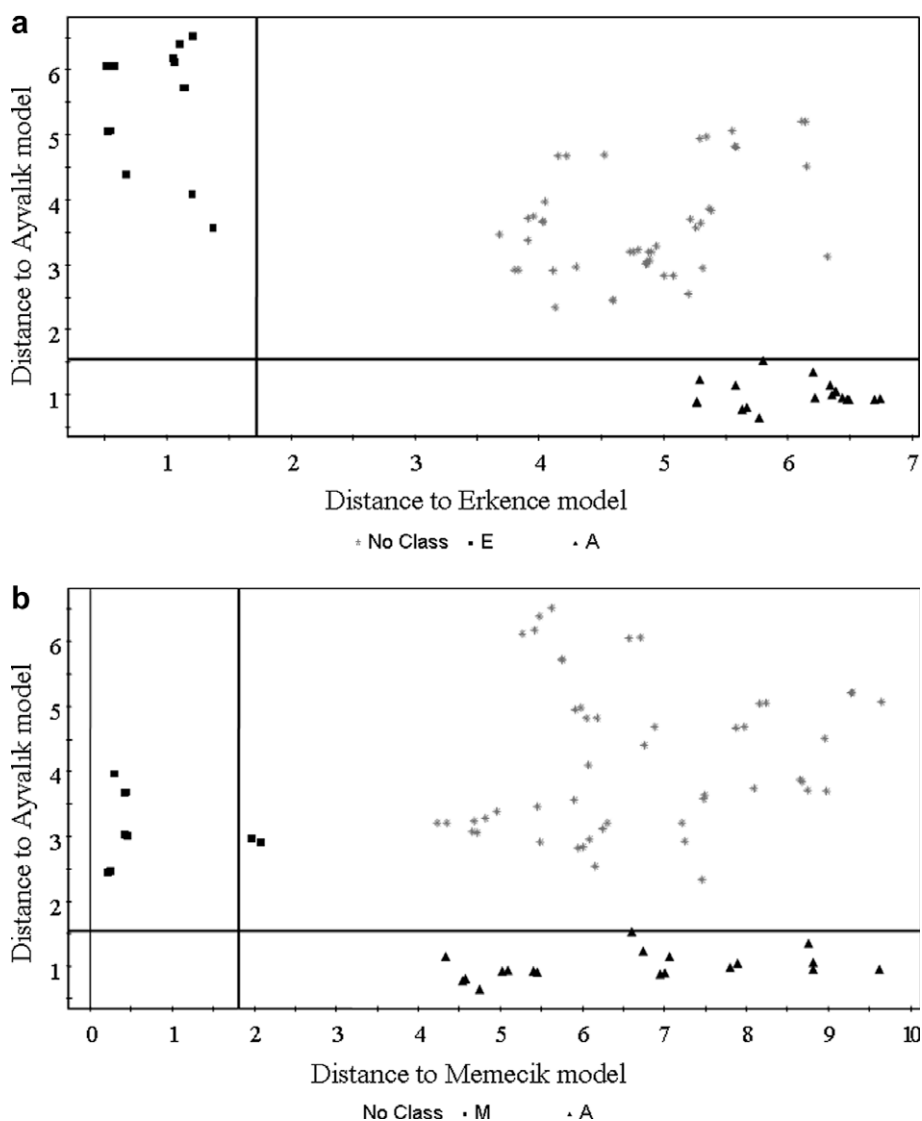 a
6
5
4
3
2
1
Distance to Ayvalık model
1 2 3 4 5 6 7
Distance to Erkence model
No Class E A
b
6
5
4
3
2
1
Distance to Ayvalık model
0 1 2 3 4 5 6 7 8 9 10
Distance to Memecik model
No Class M A